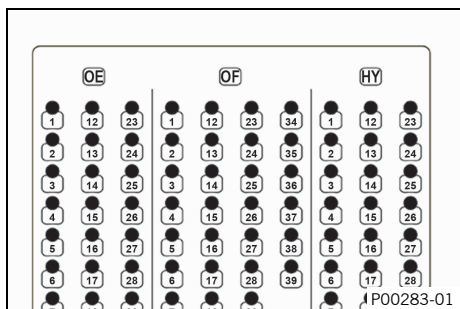 OE OF HY
1 12 23 1 12 23 34 1 12 23
2 13 24 2 13 24 35 2 13 24
3 14 25 3 14 25 36 3 14 25
4 15 26 4 15 26 37 4 15 26
5 16 27 5 16 27 38 5 16 27
6 17 28 6 17 28 39 6 17 28
P00283-01